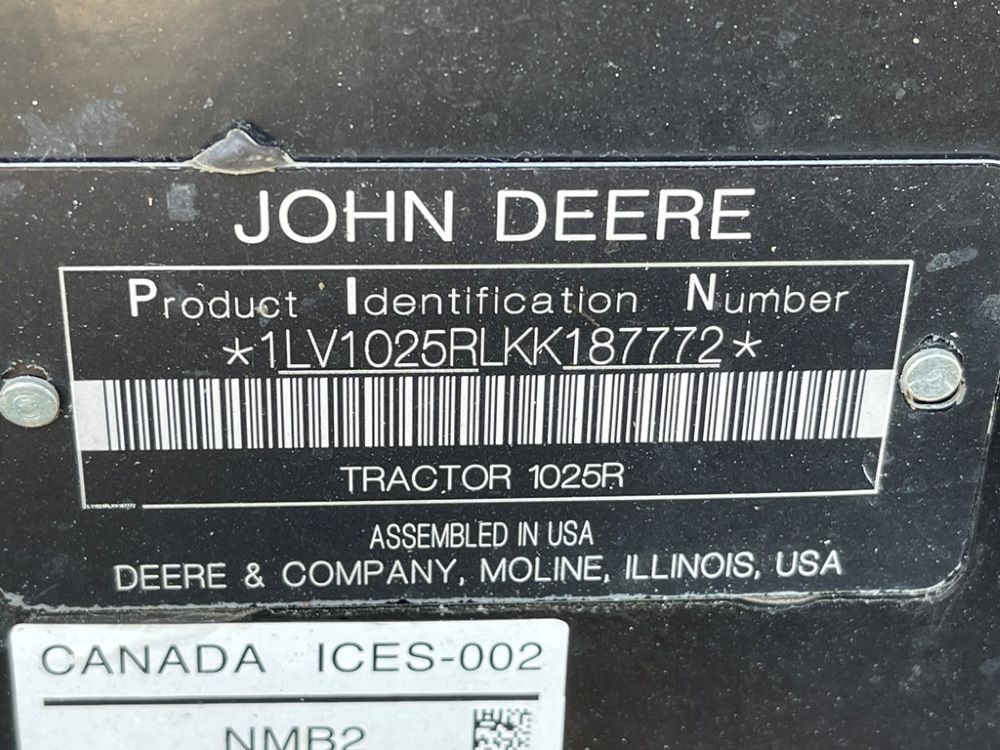 JOHN DEERE
Product Identification Number
*1LV1025RLKK187772*
TRACTOR 1025R
1LV1025RLKK187772
ASSEMBLED IN USA
DEERE & COMPANY, MOLINE, ILLINOIS, USA
CANADA ICES-002
NMB2